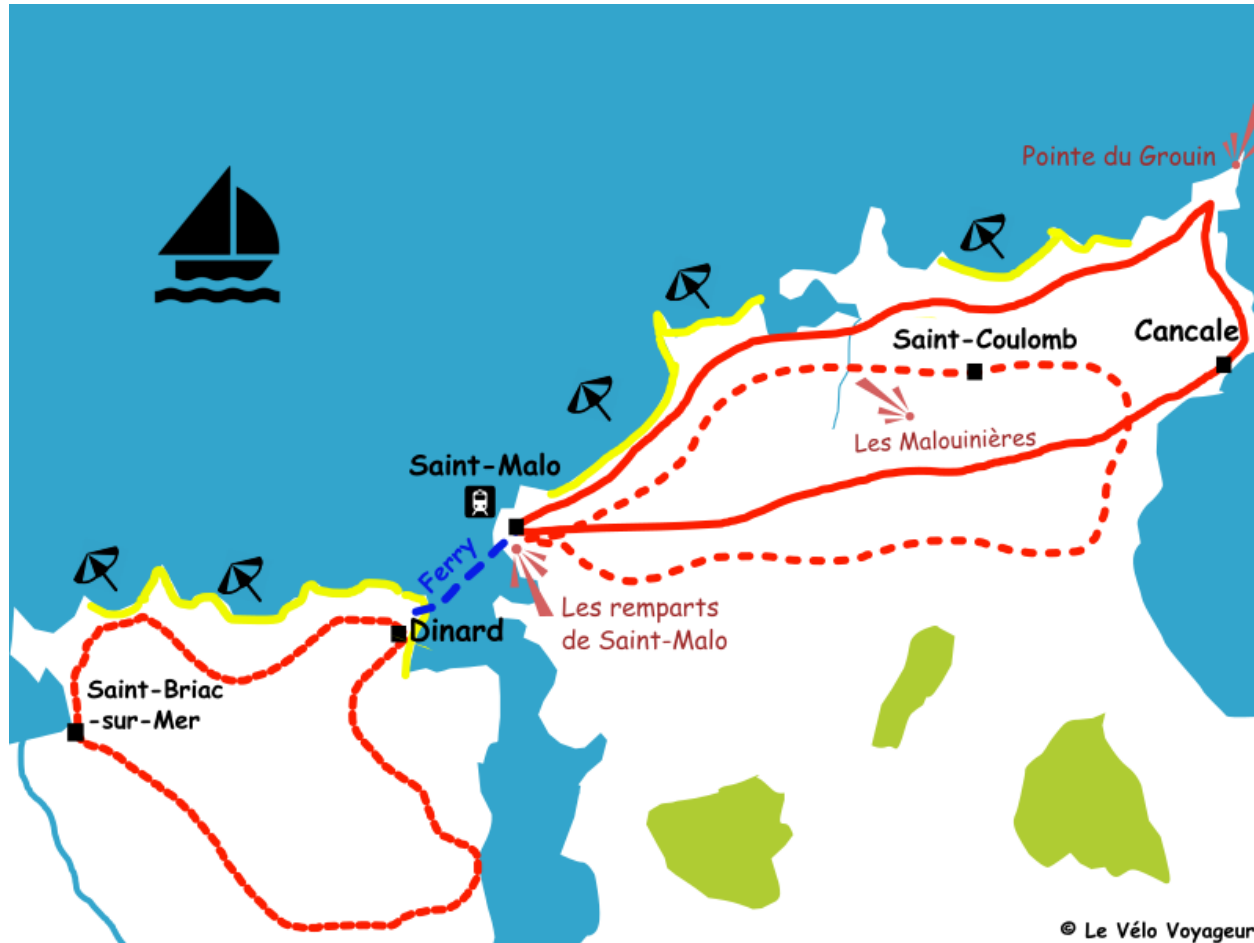 Pointe du Grouin
Saint-Coulomb
Cancale
Les Malouinières
Saint-Malo
Ferry
Les remparts
de Saint-Malo
Dinard
Saint-Briac
-sur-Mer
© Le Vélo Voyageur